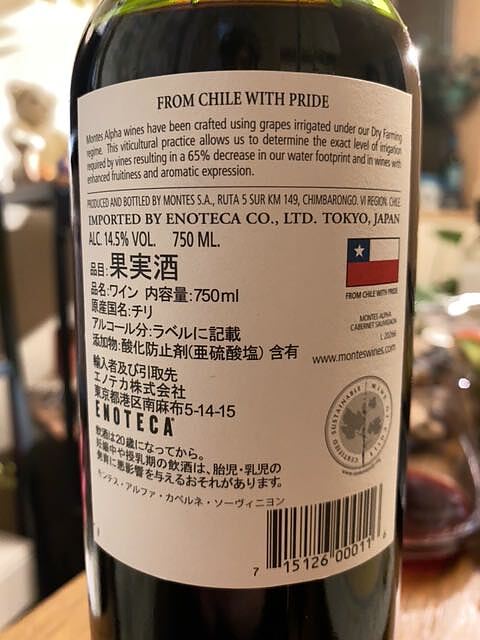 FROM CHILE WITH PRIDE
Montes Alpha wines have been crafted using grapes irrigated under our Dry Farming
regime. This viticultural practice allows us to determine the exact level of irrigation
required by vines resulting in a 65% decrease in our water footprint and in wines with
enhanced fruitiness and aromatic expression.
PRODUCED AND BOTTLED BY MONTES S.A., RUTA 5 SUR KM 149, CHIMBARONGO. VI REGION. CHILE.
IMPORTED BY ENOTECA CO., LTD. TOKYO, JAPAN
ALC. 14.5% VOL. 750 ML.
品目:果実酒
品名:ワイン 内容量:750ml
原産国名:チリ
アルコール分:ラベルに記載
添加物:酸化防止剤(亜硫酸塩) 含有
輸入者及び引取先
エノテカ株式会社
東京都港区南麻布5-14-15
ENOTECA
飲酒は20歳になってから。
妊娠中や授乳期の飲酒は、胎児・乳児の
発育に悪影響を与えるおそれがあります。
モンテス・アルファ・カベルネ・ソーヴィニヨン
FROM CHILE WITH PRIDE
MONTES ALPHA
CABERNET SAUVIGNON
www.monteswines.com
CERTIFIED SUSTAINABLE WINE OF CHILE
7 15126 00011 6